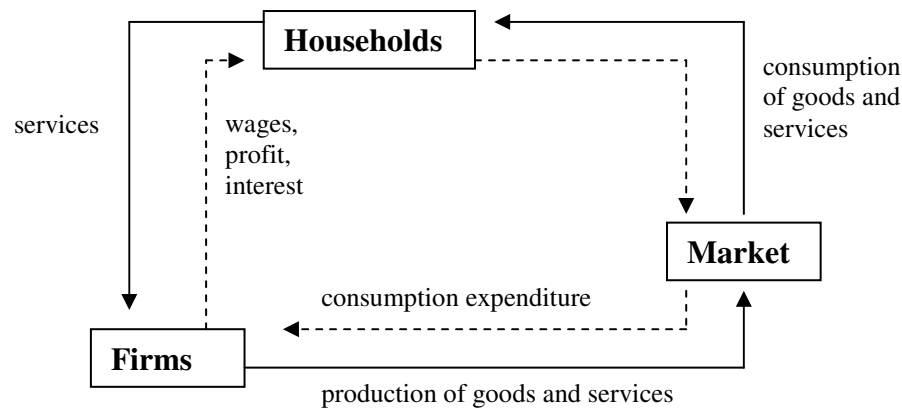 Households
consumption
of goods and
services
services
wages,
profit,
interest
Market
consumption expenditure
Firms
production of goods and services